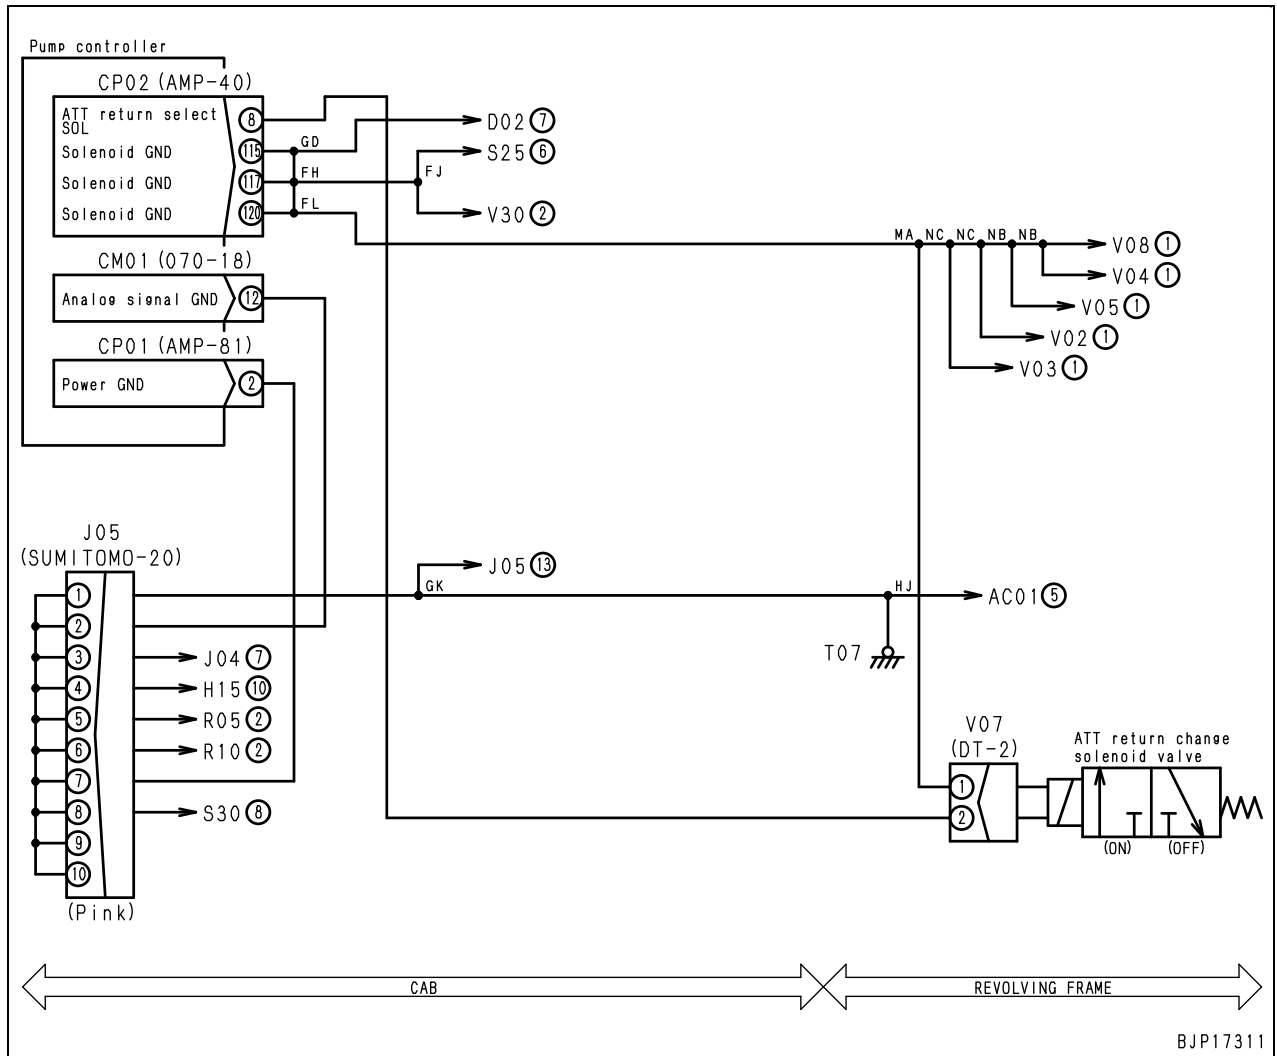 Pump controller
CP02 (AMP-40)
ATT return select SOL
8
Solenoid GND
115
Solenoid GND
117
Solenoid GND
120
GD
FH
FL
FJ
D02 7
S25 6
V30 2
MA NC NC NB NB
V08 1
V04 1
V05 1
V02 1
V03 1
CM01 (070-18)
Analog signal GND
12
CP01 (AMP-81)
Power GND
2
J05
(SUMITOMO-20)
1
2
3
4
5
6
7
8
9
10
(Pink)
J04 7
H15 10
R05 2
R10 2
S30 8
J05 13
GK
HJ
AC01 5
T07
V07
(DT-2)
1
2
ATT return change
solenoid valve
(ON) (OFF)
CAB
REVOLVING FRAME
BJP17311